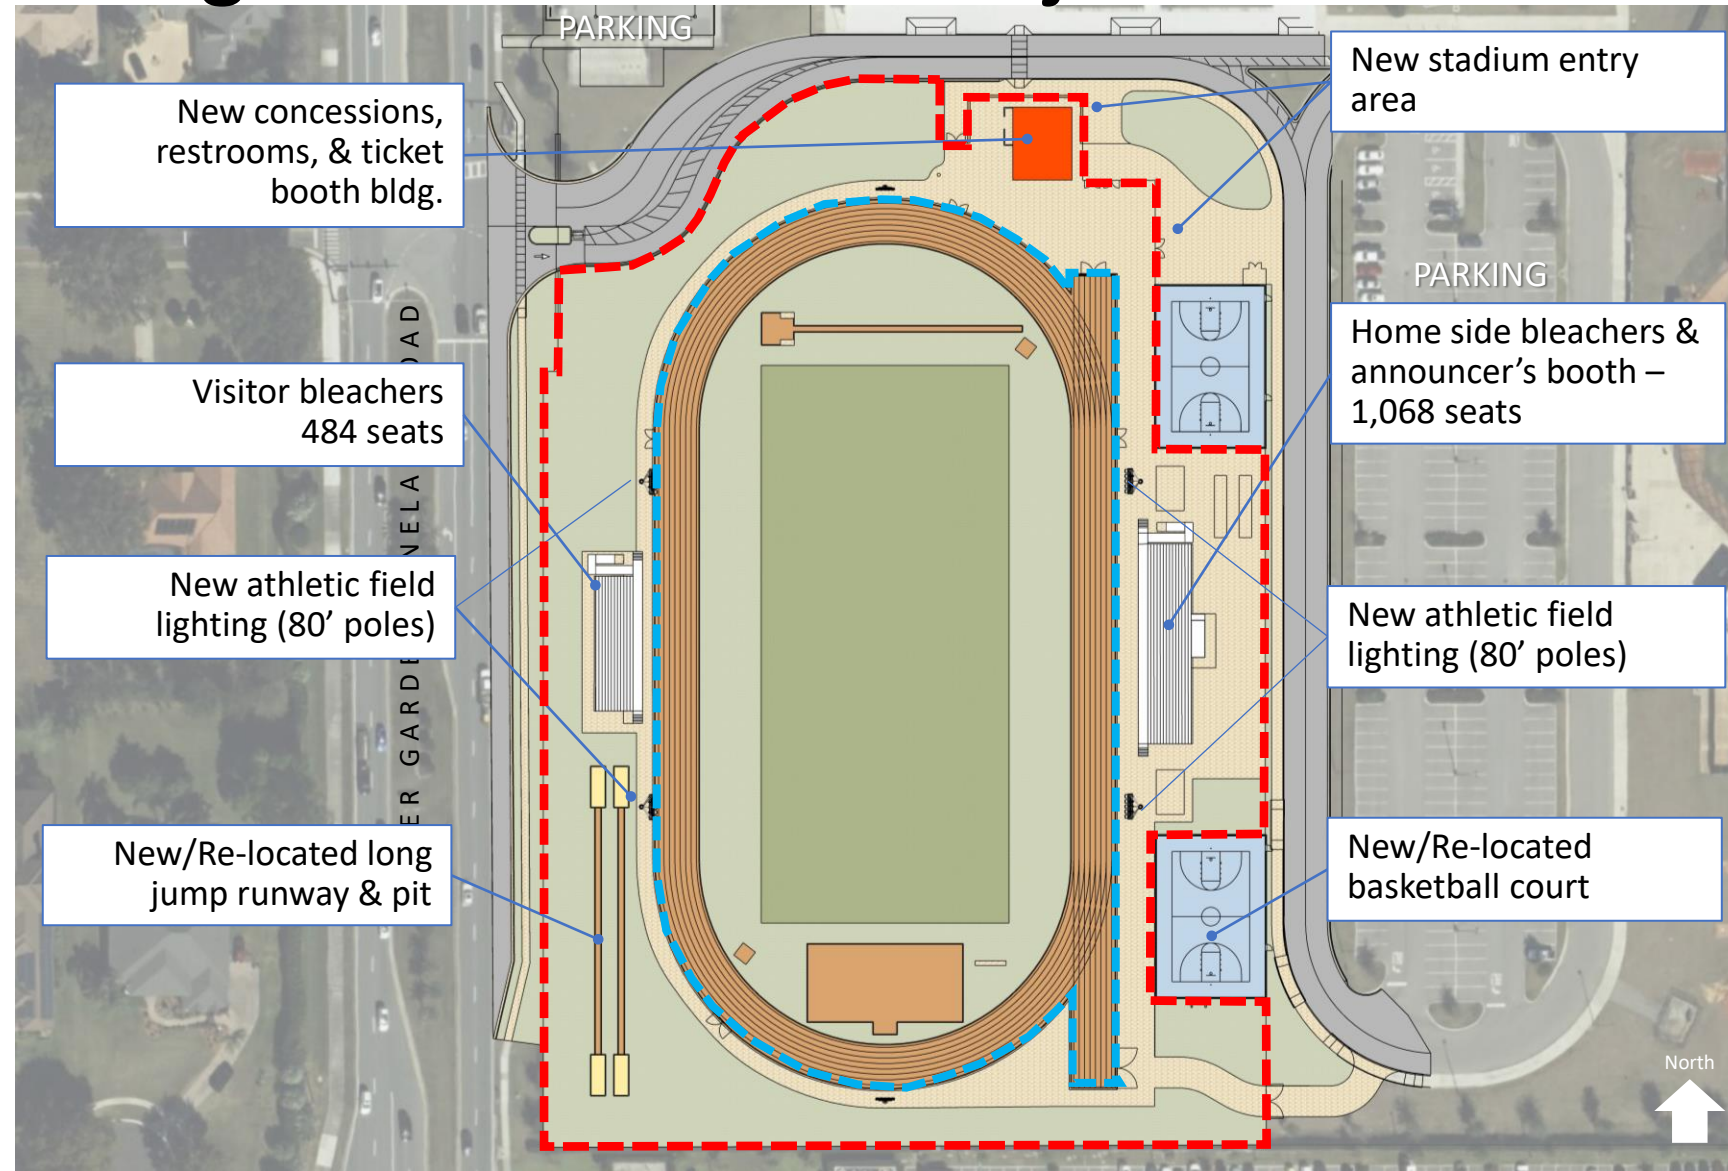 PARKING
New stadium entry
area
New concessions,
restrooms, & ticket
booth bldg.
PARKING
Home side bleachers &
announcer’s booth –
1,068 seats
Visitor bleachers
484 seats
New athletic field
lighting (80’ poles)
New athletic field
lighting (80’ poles)
New/Re-located long
jump runway & pit
New/Re-located
basketball court
North